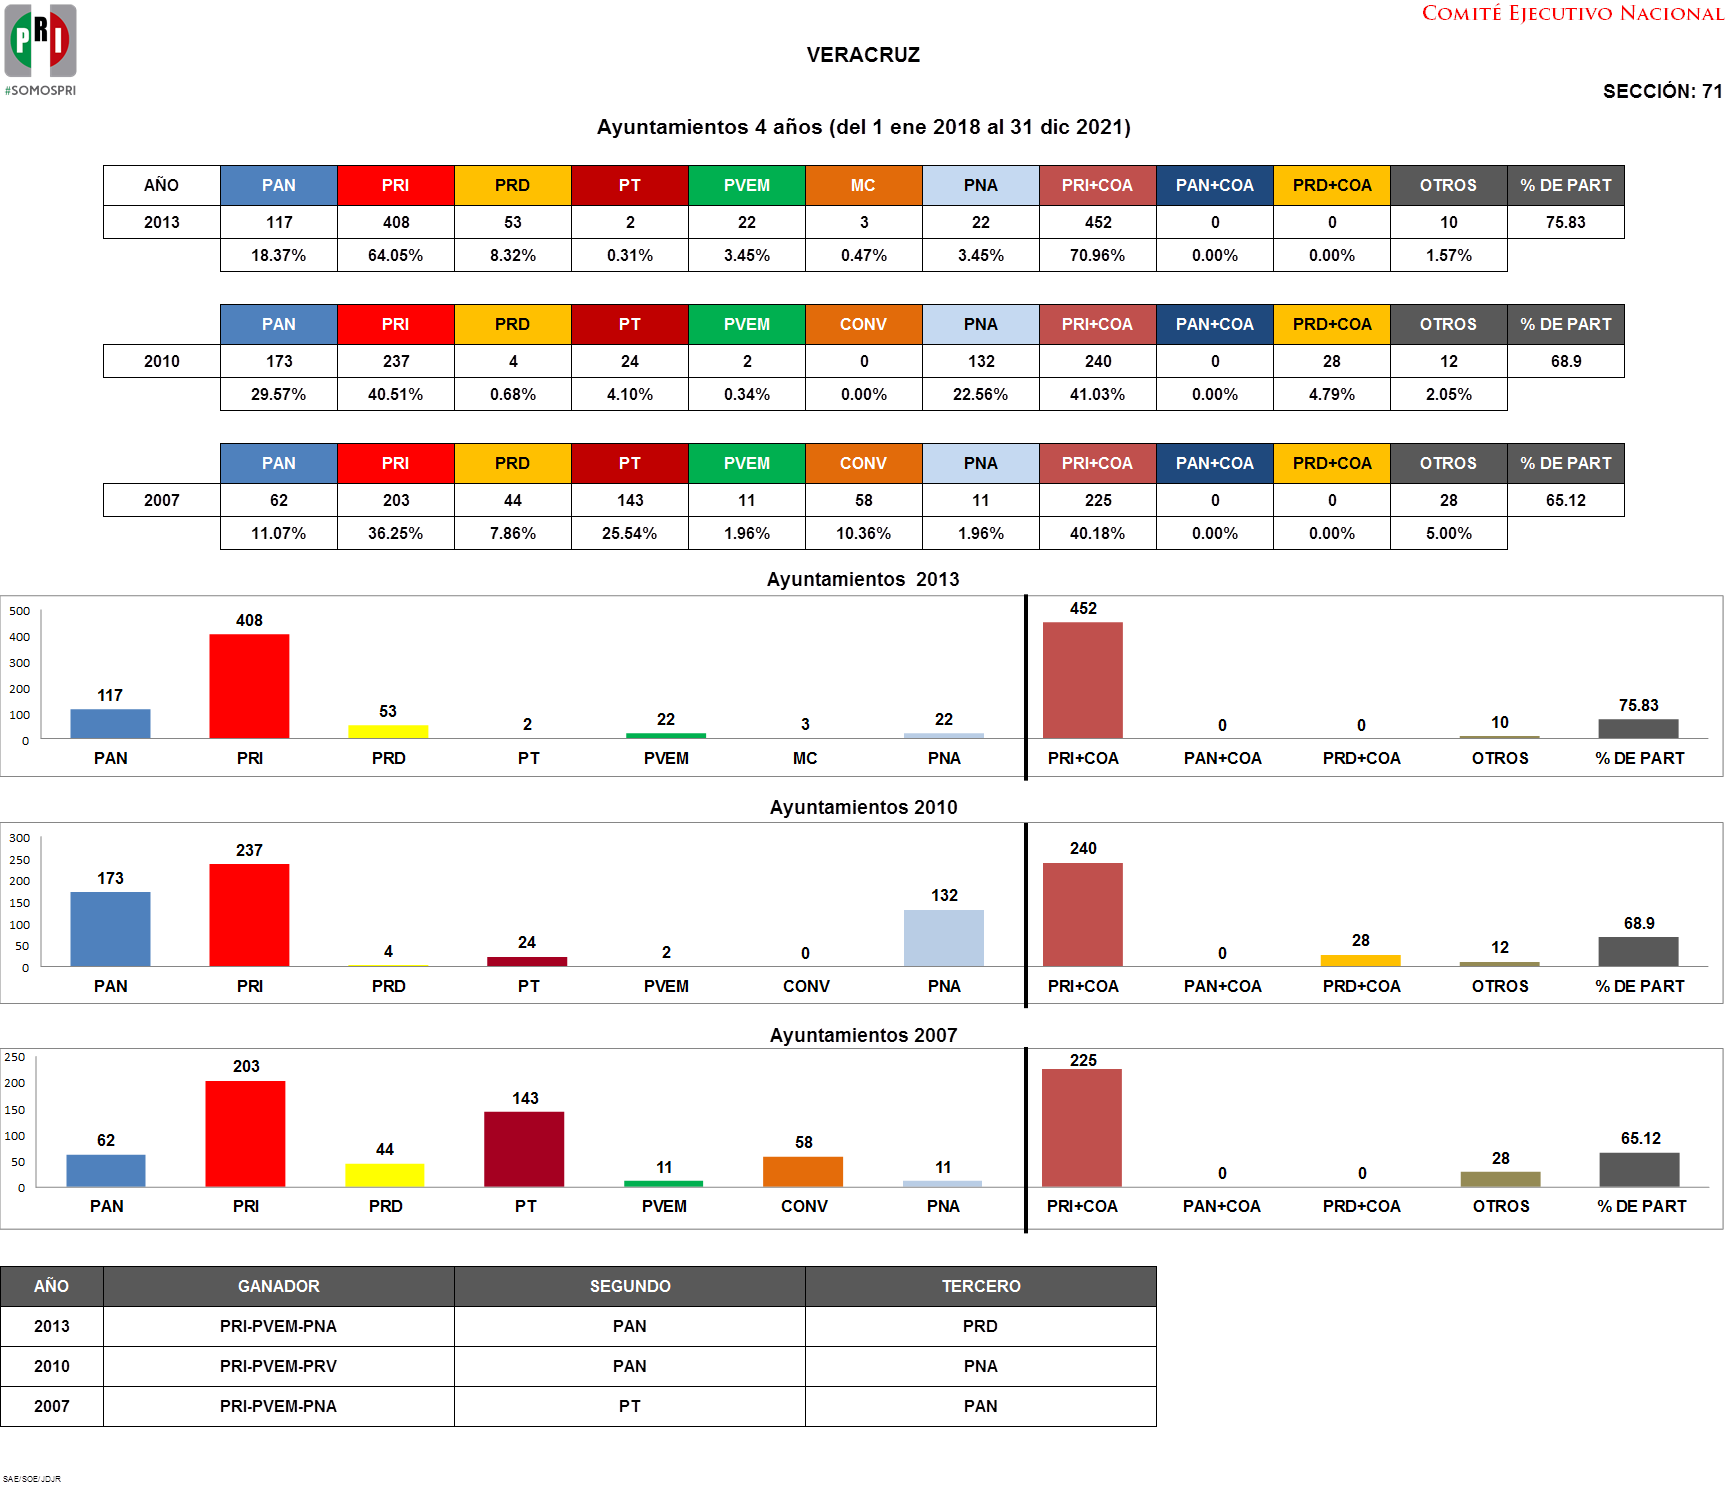 PRI
#SOMOSPRI
COMITÉ EJECUTIVO NACIONAL
VERACRUZ
SECCIÓN: 71
Ayuntamientos 4 años (del 1 ene 2018 al 31 dic 2021)
AÑO PAN PRI PRD PT PVEM MC PNA PRI+COA PAN+COA PRD+COA OTROS % DE PART
2013 117 408 53 2 22 3 22 452 0 0 10 75.83
18.37% 64.05% 8.32% 0.31% 3.45% 0.47% 3.45% 70.96% 0.00% 0.00% 1.57%
PAN PRI PRD PT PVEM CONV PNA PRI+COA PAN+COA PRD+COA OTROS % DE PART
2010 173 237 4 24 2 0 132 240 0 28 12 68.9
29.57% 40.51% 0.68% 4.10% 0.34% 0.00% 22.56% 41.03% 0.00% 4.79% 2.05%
PAN PRI PRD PT PVEM CONV PNA PRI+COA PAN+COA PRD+COA OTROS % DE PART
2007 62 203 44 143 11 58 11 225 0 0 28 65.12
11.07% 36.25% 7.86% 25.54% 1.96% 10.36% 1.96% 40.18% 0.00% 0.00% 5.00%
Ayuntamientos 2013
500
400
300
200
100
0
117 408 53 2 22 3 22 452 0 0 10 75.83
PAN PRI PRD PT PVEM MC PNA PRI+COA PAN+COA PRD+COA OTROS % DE PART
Ayuntamientos 2010
300
250
200
150
100
50
0
173 237 4 24 2 0 132 240 0 28 12 68.9
PAN PRI PRD PT PVEM CONV PNA PRI+COA PAN+COA PRD+COA OTROS % DE PART
Ayuntamientos 2007
250
200
150
100
50
0
62 203 44 143 11 58 11 225 0 0 28 65.12
PAN PRI PRD PT PVEM CONV PNA PRI+COA PAN+COA PRD+COA OTROS % DE PART
AÑO GANADOR SEGUNDO TERCERO
2013 PRI-PVEM-PNA PAN PRD
2010 PRI-PVEM-PRV PAN PNA
2007 PRI-PVEM-PNA PT PAN
SAE/SOE/JDJR